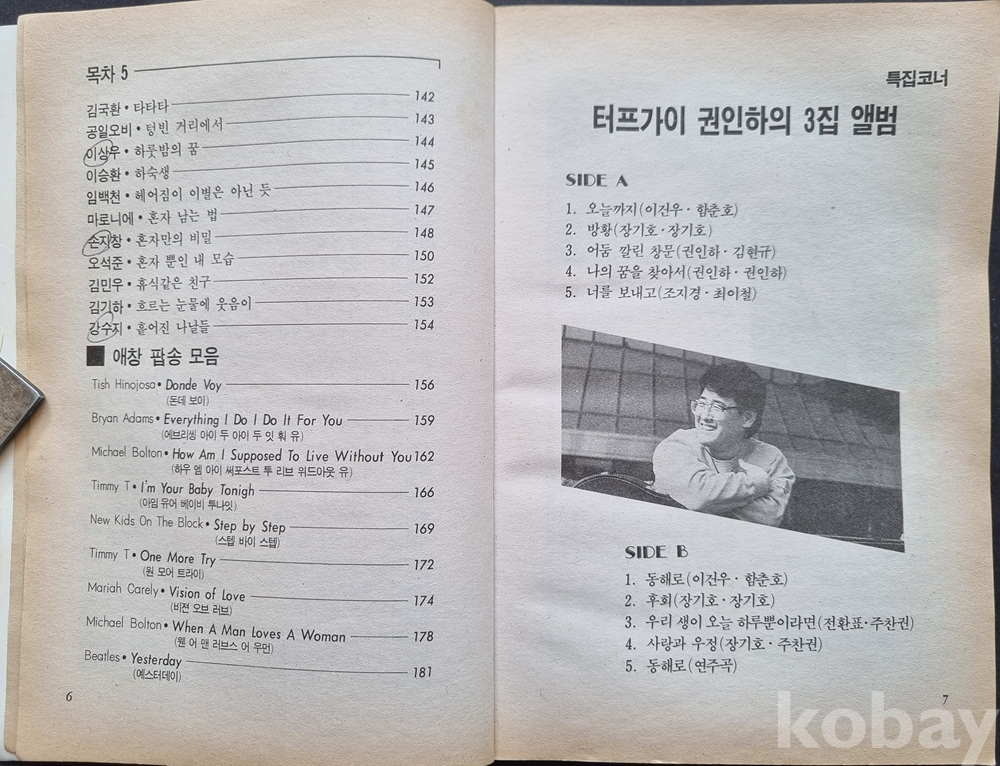 목차 5
김국환 • 타타타 142
공일오비 • 텅빈 거리에서 143
이상우 • 하룻밤의 꿈 144
이승환 • 하숙생 145
임백천 • 헤어짐이 이별은 아닌 듯 146
마로니에 • 혼자 남는 법 147
손지창 • 혼자만의 비밀 148
오석준 • 혼자 뿐인 내 모습 150
김민우 • 휴식같은 친구 152
김기하 • 흐르는 눈물에 웃음이 153
강수지 • 흩어진 나날들 154
■ 애창 팝송 모음
Tish Hinojosa • Donde Voy 156
(돈데 보이)
Bryan Adams • Everything I Do I Do It For You 159
(에브리씽 아이 두 아이 두 잇 훠 유)
Michael Bolton • How Am I Supposed To Live Without You 162
(하우 엠 아이 써포스트 투 리브 위드아웃 유)
Timmy T • I'm Your Baby Tonigh 166
(아임 유어 베이비 투나잇)
New Kids On The Block • Step by Step 169
(스텝 바이 스텝)
Timmy T • One More Try 172
(원 모어 트라이)
Mariah Carely • Vision of Love 174
(비젼 오브 러브)
Michael Bolton • When A Man Loves A Woman 178
(웬 어 맨 러브스 어 우먼)
Beatles • Yesterday 181
(예스터데이)
6
특집코너
터프가이 권인하의 3집 앨범
SIDE A
1. 오늘까지(이진우 · 함춘호)
2. 방황(장기호 · 장기호)
3. 어둠 깔린 창문(권인하 · 김현규)
4. 나의 꿈을 찾아서(권인하 · 권인하)
5. 너를 보내고(조지경 · 최이철)
SIDE B
1. 동해로(이진우 · 함춘호)
2. 후회(장기호 · 장기호)
3. 우리 생이 오늘 하루뿐이라면(전환표 · 주찬권)
4. 사랑과 우정(장기호 · 주찬권)
5. 동해로(연주곡)
7
kobay